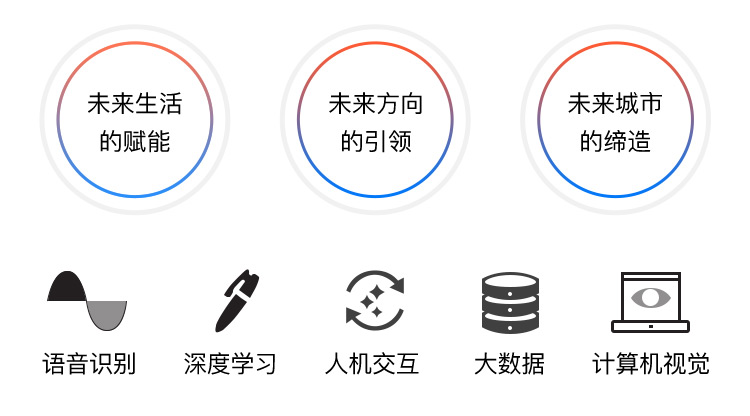 未来生活
的赋能
未来方向
的引领
未来城市
的缔造
语音识别
深度学习
人机交互
大数据
计算机视觉